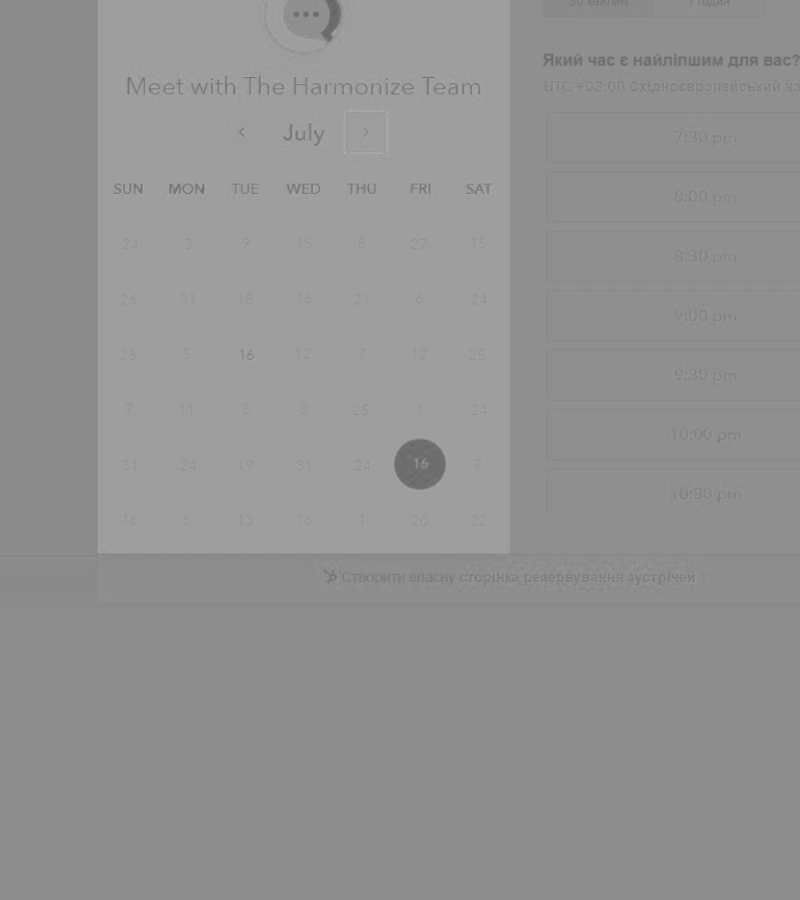 30 хвилин 1 годин
Meet with The Harmonize Team
July
SUN MON TUE WED THU FRI SAT
24 3 9 15 8 27 15
26 31 18 16 21 6 24
25 5 16 12 7 12 25
7 11 8 8 25 1 24
31 24 19 31 24 16 7
16 6 13 16 1 20 22
Який час є найліпшим для вас?
UTC +03:00 Східноєвропейський
7:30 pm
8:00 pm
8:30 pm
9:00 pm
9:30 pm
10:00 pm
10:30 pm
Створити власну сторінка резервування зустрічей